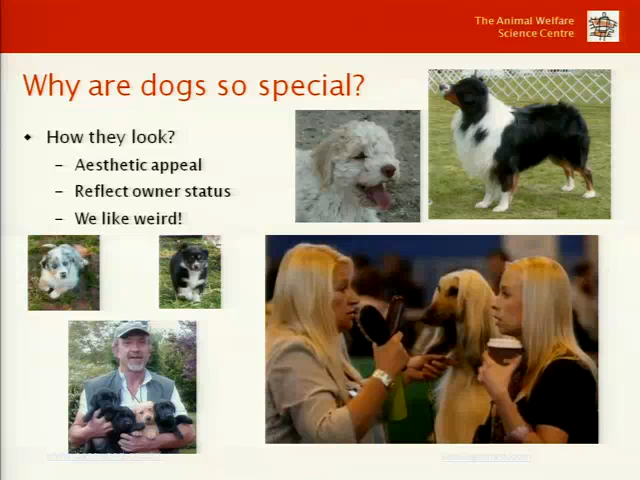 The Animal Welfare
Science Centre
Why are dogs so special?
How they look?
– Aesthetic appeal
– Reflect owner status
– We like weird!